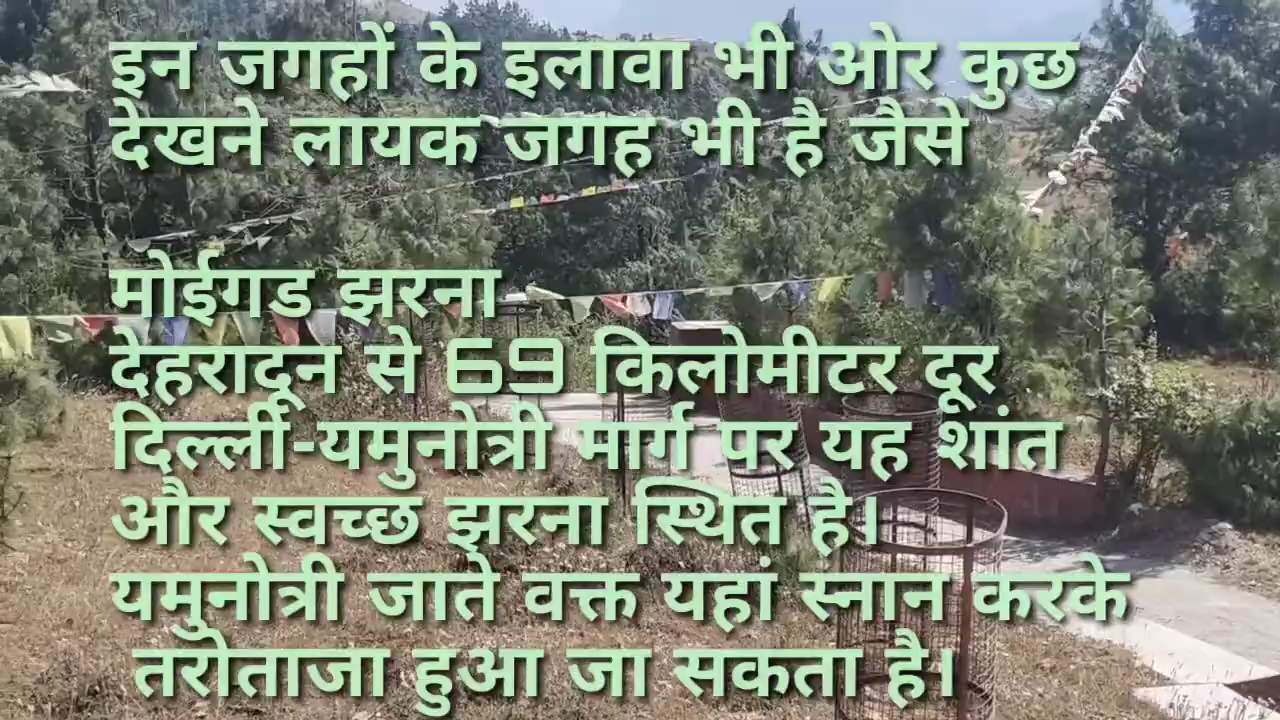 इन जगहों के इलावा भी ओर कुछ
देखने लायक जगह भी है जैसे
मोईगड झरना
देहरादून से 69 किलोमीटर दूर
दिल्ली-यमुनोत्री मार्ग पर यह शांत
और स्वच्छ झरना स्थित है।
यमुनोत्री जाते वक्त यहां स्नान करके
तरोताजा हुआ जा सकता है।